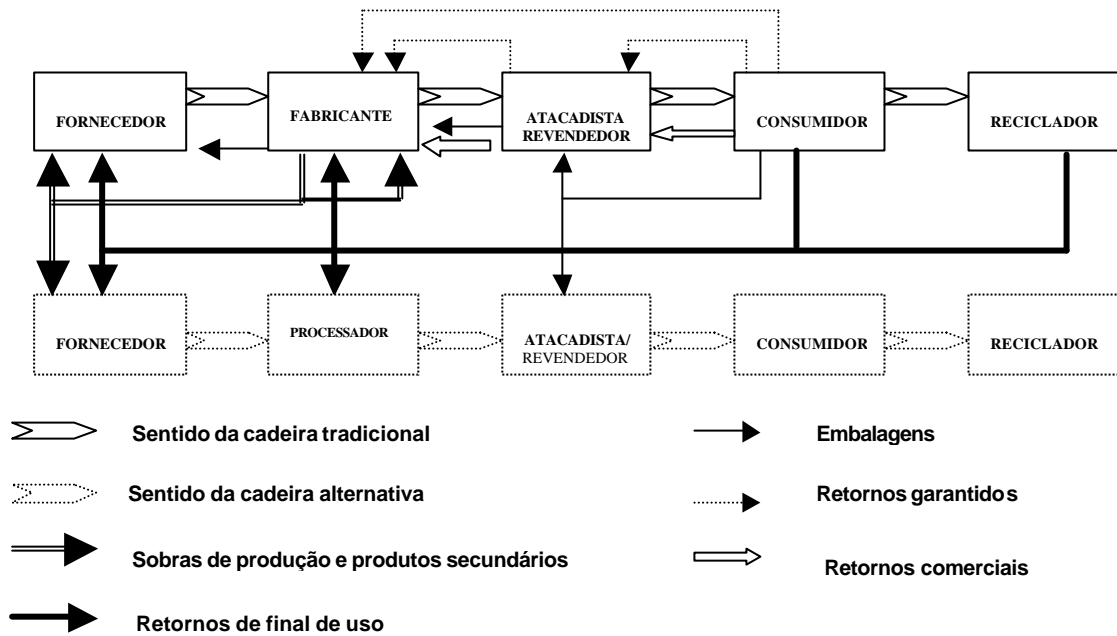 FORNECEDOR
FABRICANTE
ATACADISTA
REVENDEDOR
CONSUMIDOR
RECICLADOR
FORNECEDOR
PROCESSADOR
ATACADISTA/
REVENDEDOR
CONSUMIDOR
RECICLADOR
Sentido da cadeira tradicional
Embalagens
Sentido da cadeira alternativa
Retornos garantidos
Sobras de produção e produtos secundários
Retornos comerciais
Retornos de final de uso